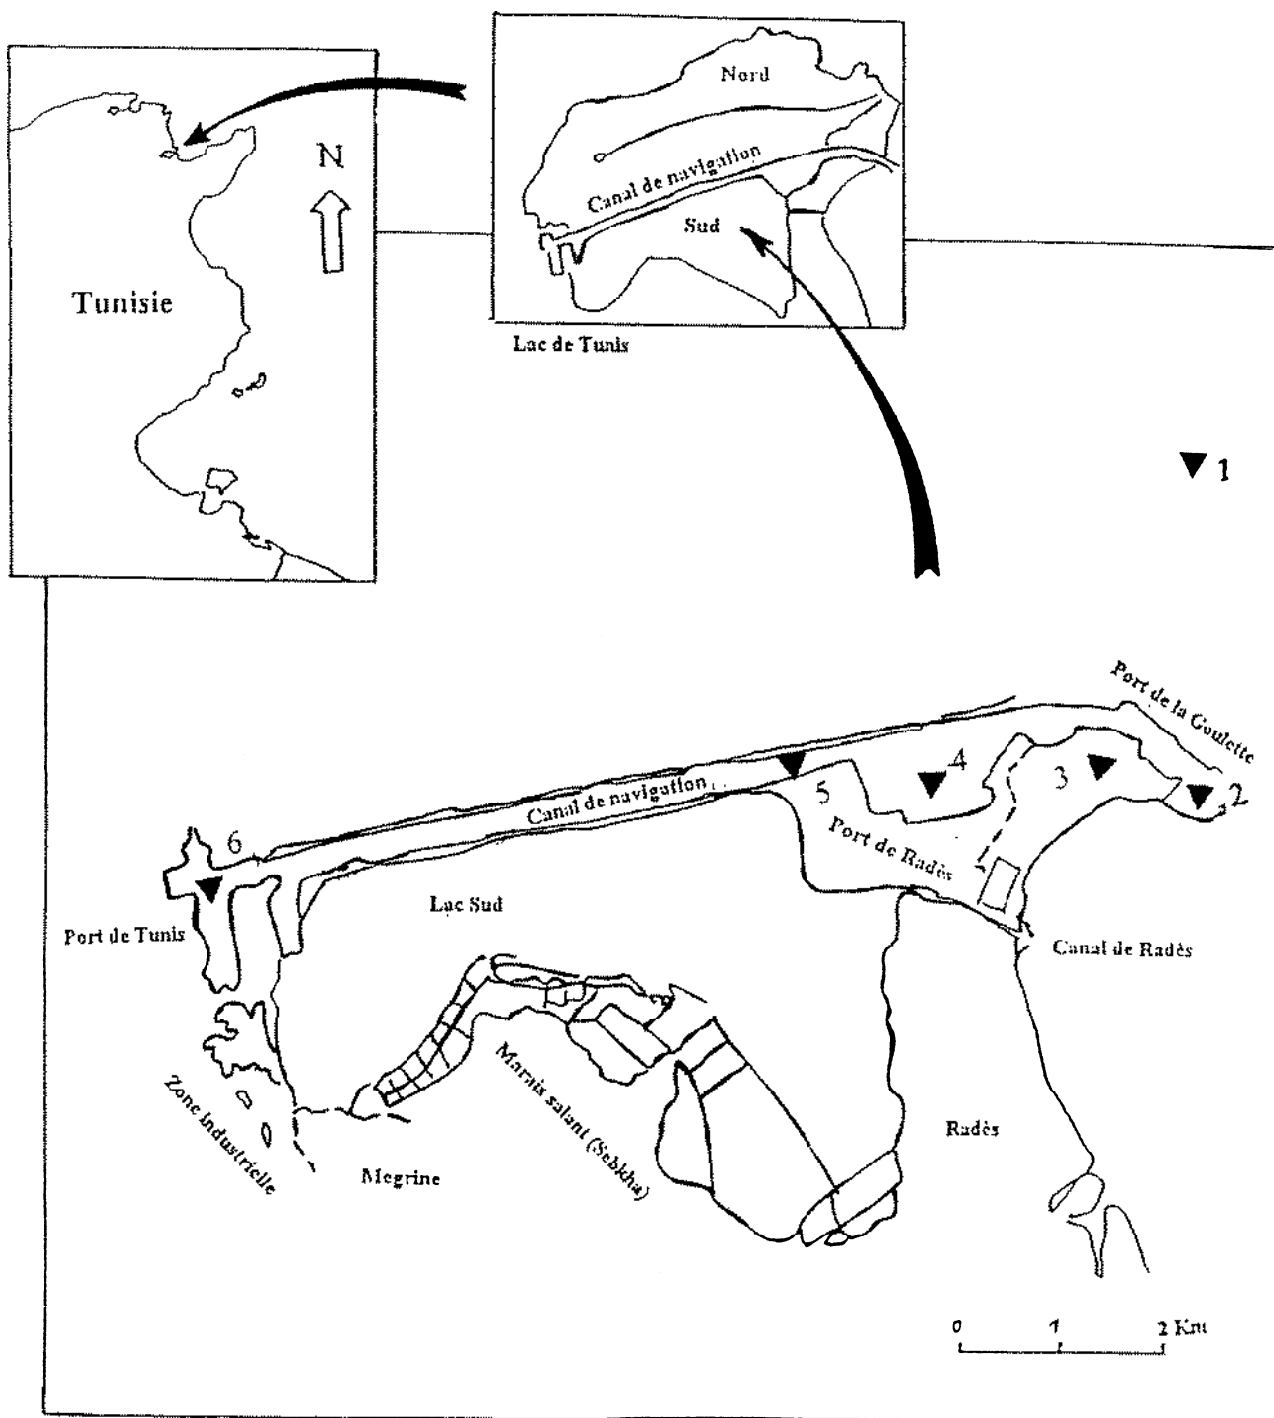 Nord
Canal de navigation
Sud
N
Tunisie
Lac de Tunis
1
Port de la Goulette
4
3
2
5
Canal de navigation
6
Port de Radès
Lac Sud
Port de Tunis
Canal de Radès
Zone industrielle
Marais salant (Sebkha)
Radès
Megrine
0 1 2 Km